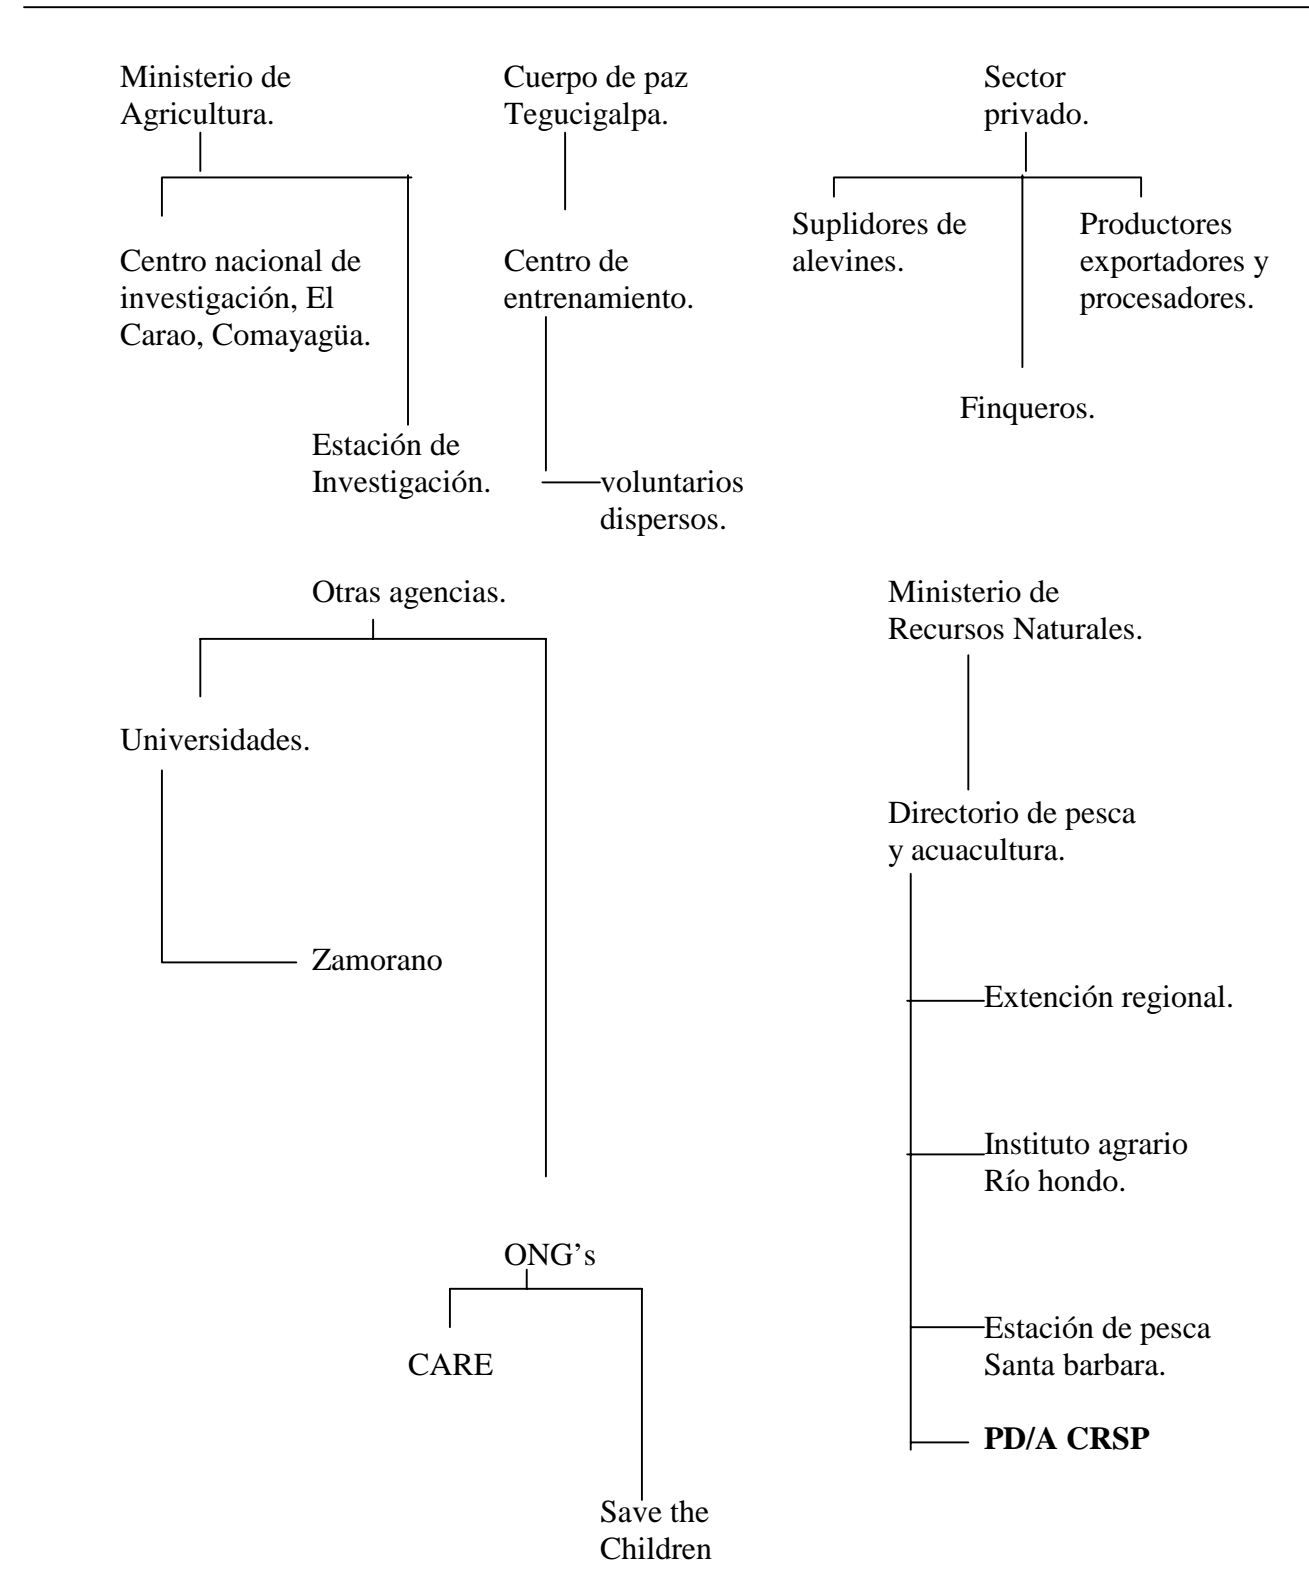 Ministerio de
Agricultura.
Cuerpo de paz
Tegucigalpa.
Sector
privado.
Centro nacional de
investigación, El
Carao, Comayagüa.
Estación de
Investigación.
Centro de
entrenamiento.
voluntarios
dispersos.
Suplidores de
alevines.
Productores
exportadores y
procesadores.
Finqueros.
Otras agencias.
Universidades.
Zamorano
ONG’s
CARE
Save the
Children
Ministerio de
Recursos Naturales.
Directorio de pesca
y acuacultura.
Extención regional.
Instituto agrario
Río hondo.
Estación de pesca
Santa barbara.
PD/A CRSP